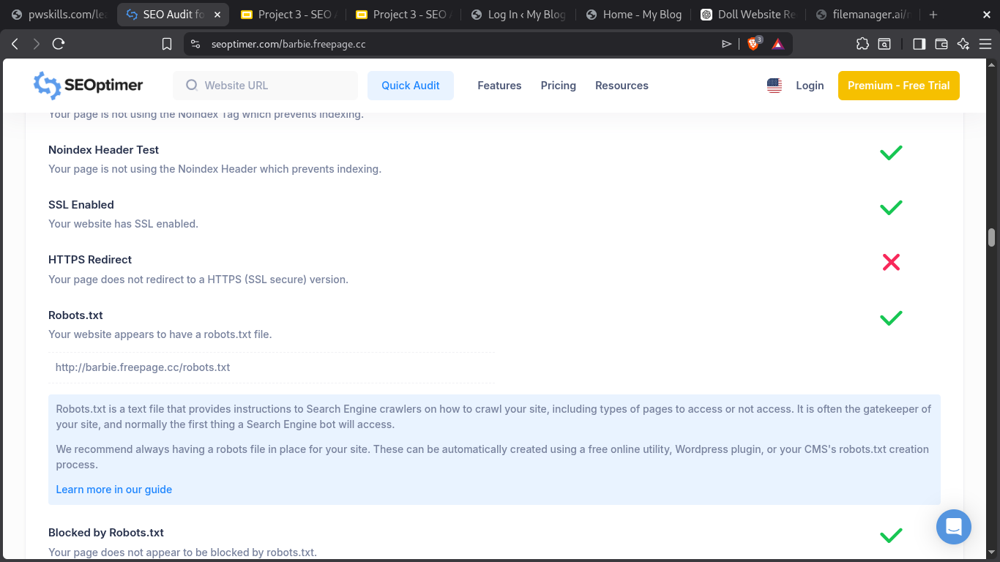 pwskills.com/lea
SEO Audit fo
Project 3 - SEO A
Project 3 - SEO A
Log In ‹ My Blog
Home - My Blog
Doll Website Re
filemanager.ai/n
seoptimer.com/barbie.freepage.cc
3
SEOptimer
Website URL
Quick Audit
Features
Pricing
Resources
Login
Premium - Free Trial
Your page is not using the Noindex Tag which prevents indexing.
Noindex Header Test
Your page is not using the Noindex Header which prevents indexing.
SSL Enabled
Your website has SSL enabled.
HTTPS Redirect
Your page does not redirect to a HTTPS (SSL secure) version.
Robots.txt
Your website appears to have a robots.txt file.
http://barbie.freepage.cc/robots.txt
Robots.txt is a text file that provides instructions to Search Engine crawlers on how to crawl your site, including types of pages to access or not access. It is often the gatekeeper of
your site, and normally the first thing a Search Engine bot will access.
We recommend always having a robots file in place for your site. These can be automatically created using a free online utility, Wordpress plugin, or your CMS's robots.txt creation
process.
Learn more in our guide
Blocked by Robots.txt
Your page does not appear to be blocked by robots.txt.